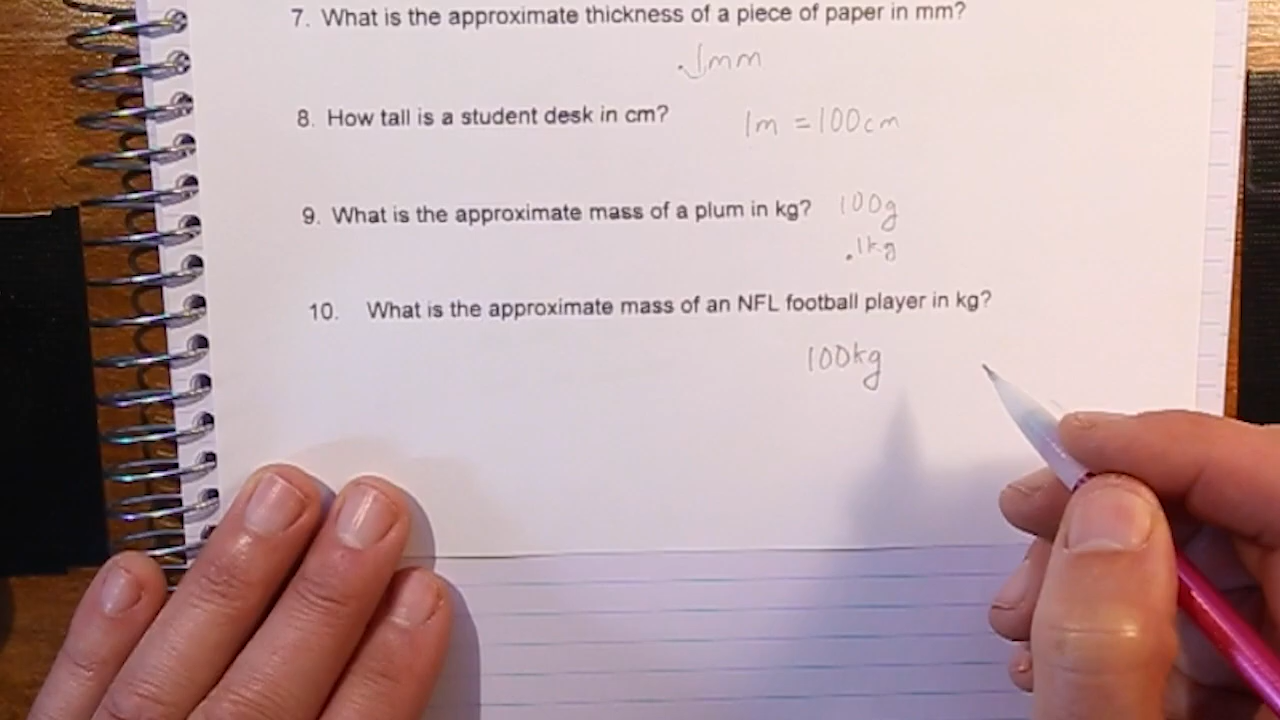 7. What is the approximate thickness of a piece of paper in mm?
.1mm
8. How tall is a student desk in cm? 1m = 100cm
9. What is the approximate mass of a plum in kg? 100g
.1kg
10. What is the approximate mass of an NFL football player in kg?
100kg